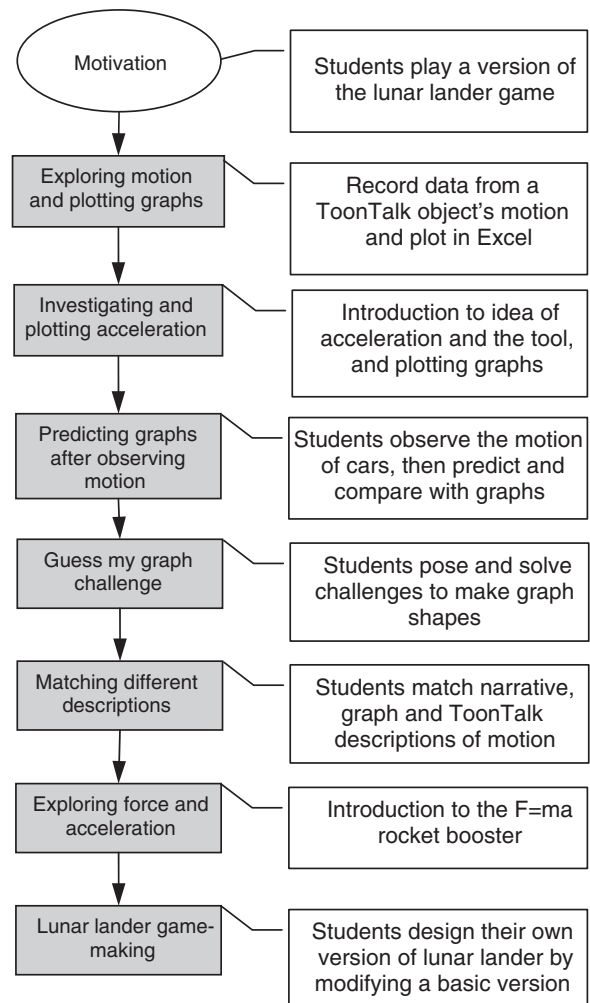 Motivation
Students play a version of
the lunar lander game
Exploring motion
and plotting graphs
Record data from a
ToonTalk object's motion
and plot in Excel
Investigating and
plotting acceleration
Introduction to idea of
acceleration and the tool,
and plotting graphs
Predicting graphs
after observing
motion
Students observe the motion
of cars, then predict and
compare with graphs
Guess my graph
challenge
Students pose and solve
challenges to make graph
shapes
Matching different
descriptions
Students match narrative,
graph and ToonTalk
descriptions of motion
Exploring force and
acceleration
Introduction to the F=ma
rocket booster
Lunar lander game-
making
Students design their own
version of lunar lander by
modifying a basic version